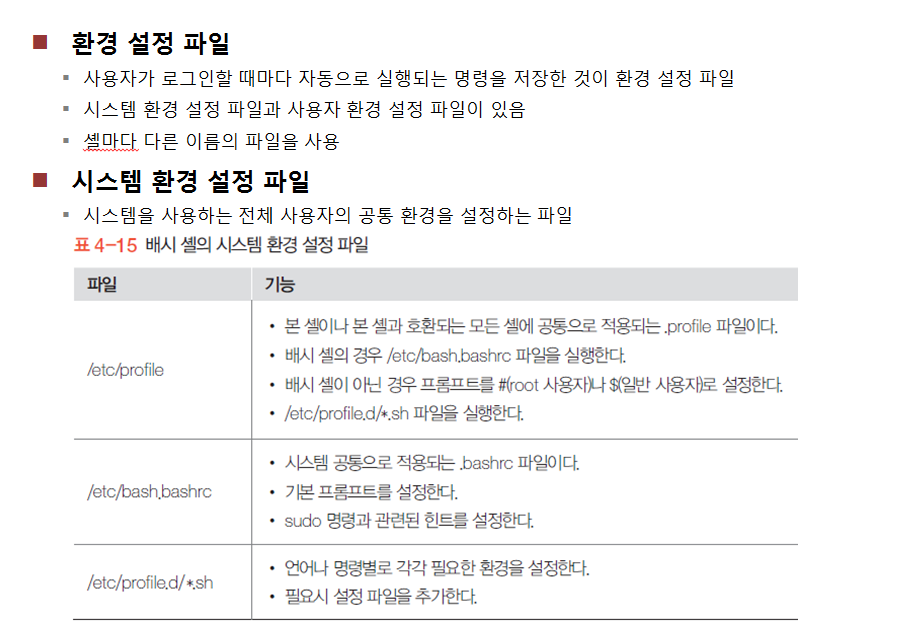 환경 설정 파일
사용자가 로그인할 때마다 자동으로 실행되는 명령을 저장한 것이 환경 설정 파일
시스템 환경 설정 파일과 사용자 환경 설정 파일이 있음
셸마다 다른 이름의 파일을 사용
시스템 환경 설정 파일
시스템을 사용하는 전체 사용자의 공통 환경을 설정하는 파일
표 4-15 배시 셸의 시스템 환경 설정 파일
파일 기능
/etc/profile
• 본 셸이나 본 셸과 호환되는 모든 셸에 공통으로 적용되는 .profile 파일이다.
• 배시 셸의 경우 /etc/bash.bashrc 파일을 실행한다.
• 배시 셸이 아닌 경우 프롬프트를 #(root 사용자)나 $(일반 사용자)로 설정한다.
• /etc/profile.d/*.sh 파일을 실행한다.
/etc/bash.bashrc
• 시스템 공통으로 적용되는 .bashrc 파일이다.
• 기본 프롬프트를 설정한다.
• sudo 명령과 관련된 힌트를 설정한다.
/etc/profile.d/*.sh
• 언어나 명령별로 각각 필요한 환경을 설정한다.
• 필요시 설정 파일을 추가한다.